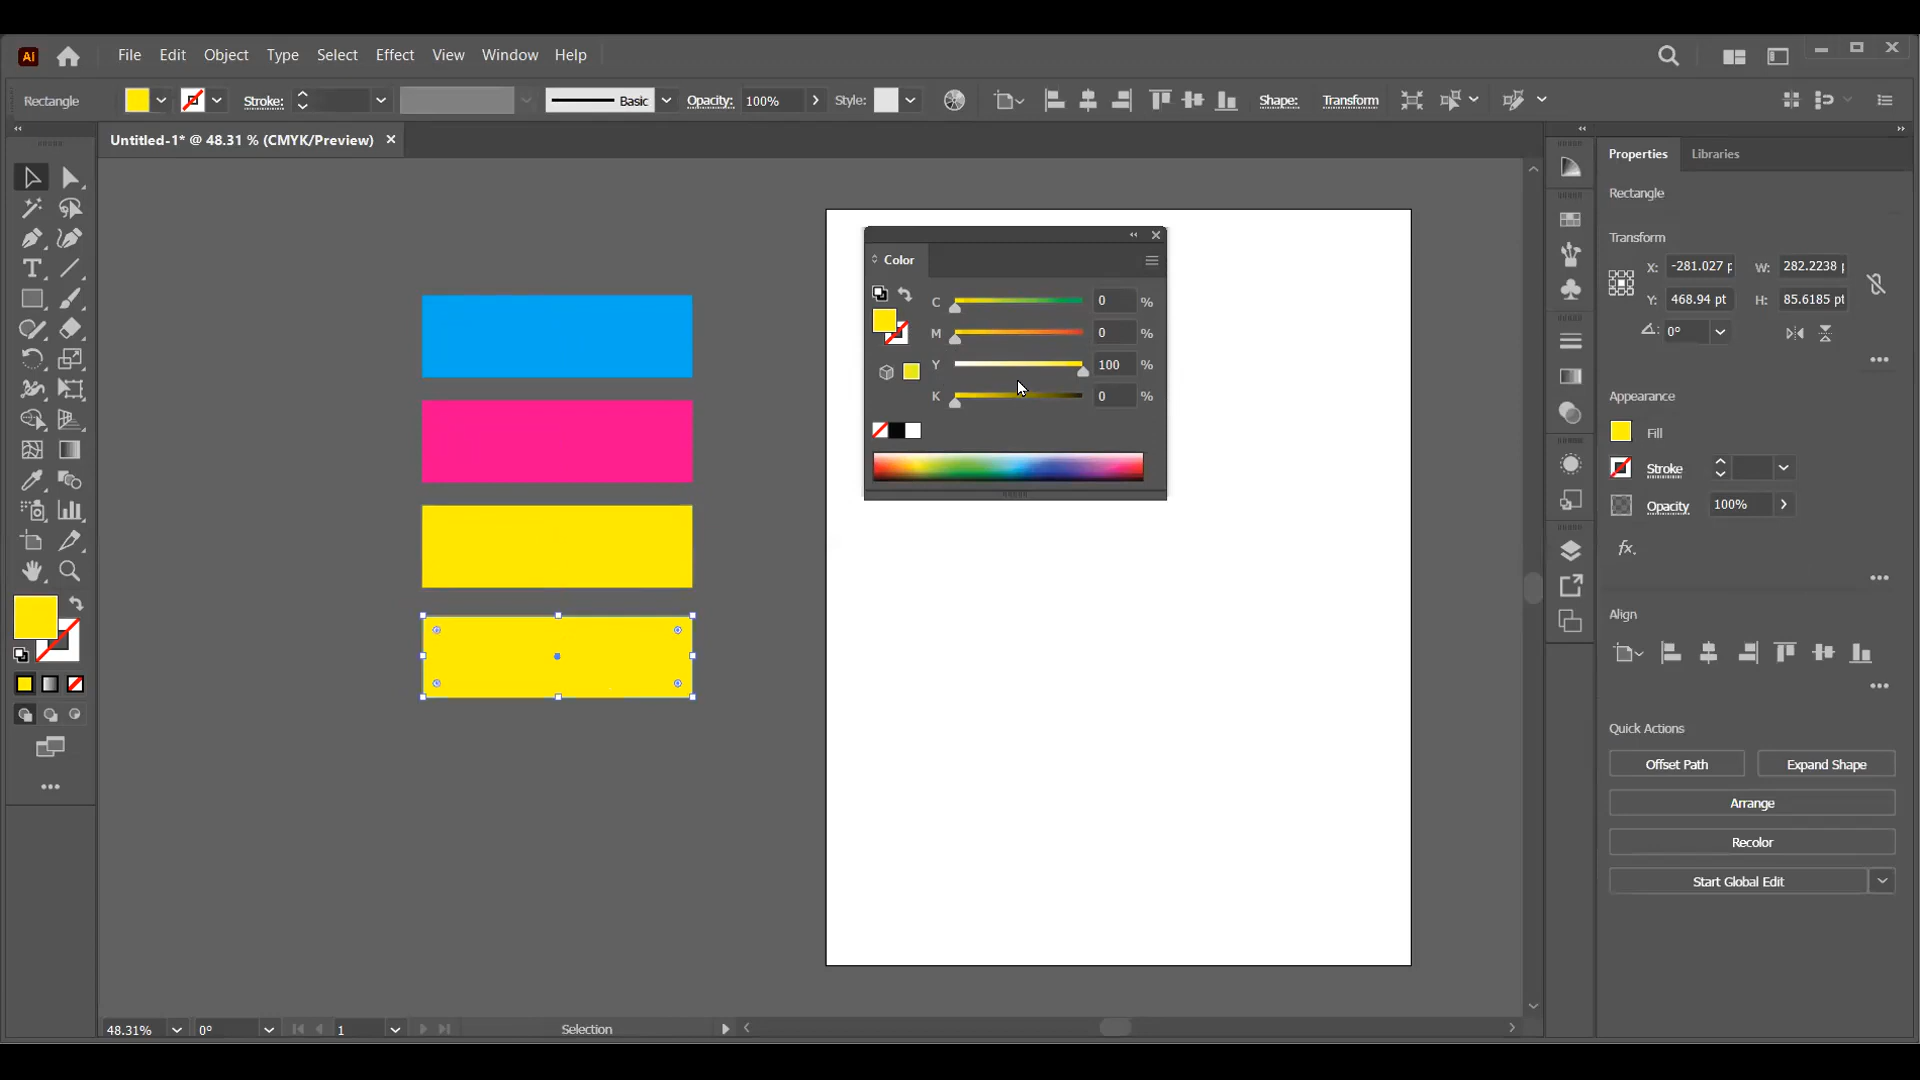 Ai File Edit Object Type Select Effect View Window Help
Rectangle Stroke: Basic Opacity: 100% Style: Shape: Transform
Untitled-1* @ 48.31 % (CMYK/Preview)
Properties Libraries
Rectangle
Transform
X: -281.027 p W: 282.2238 p
Y: 468.94 pt H: 85.6185 pt
0°
Color
C 0 %
M 0 %
Y 100 %
K 0 %
Appearance
Fill
Stroke
Opacity 100%
fx.
Align
Quick Actions
Offset Path Expand Shape
Arrange
Recolor
Start Global Edit
48.31% 0° 1 Selection